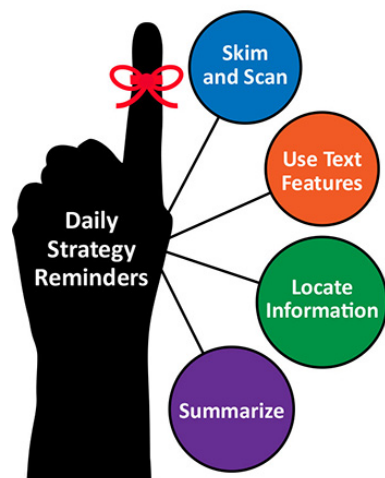 Daily
Strategy
Reminders
Skim
and Scan
Use Text
Features
Locate
Information
Summarize